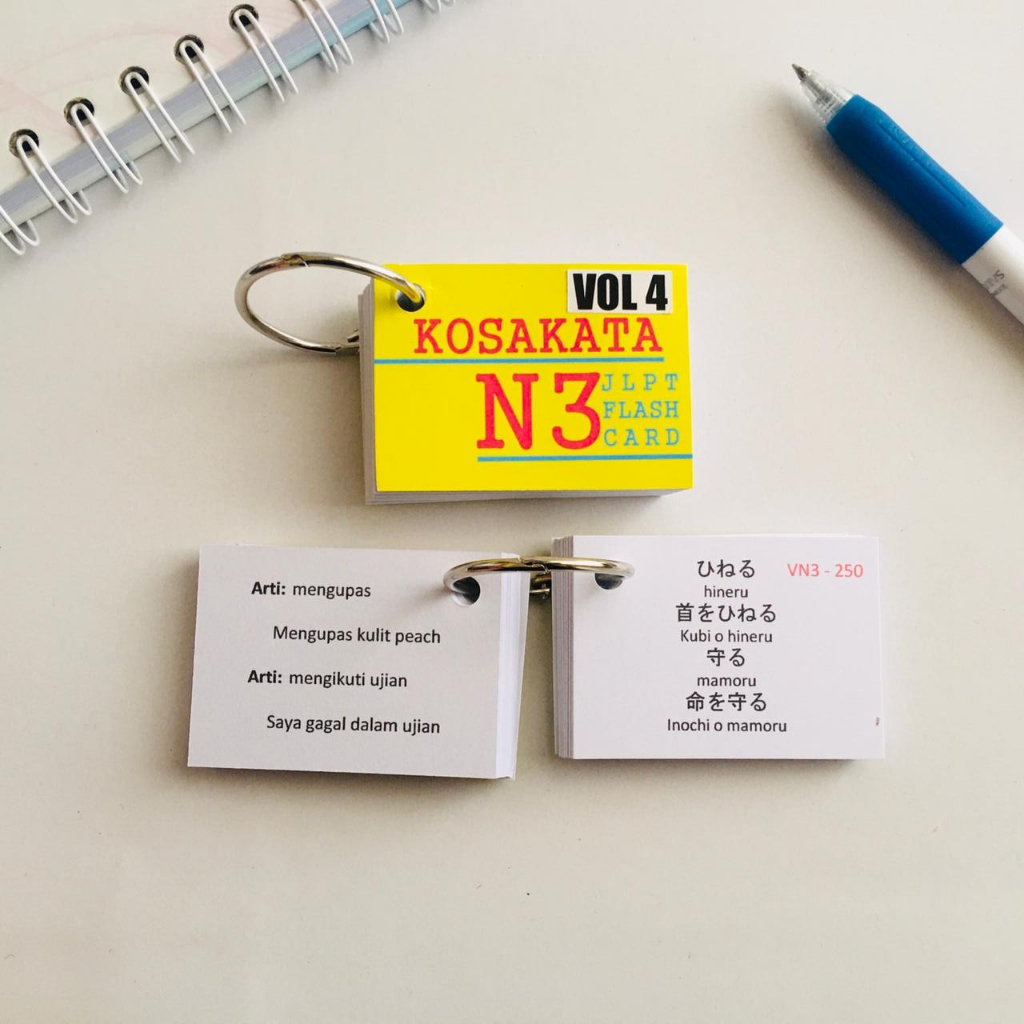 VOL 4
KOSAKATA
N3
JLPT
FLASH
CARD
Arti: mengupas
Mengupas kulit peach
Arti: mengikuti ujian
Saya gagal dalam ujian
ひねる
VN3 - 250
hineru
首をひねる
Kubi o hineru
守る
mamoru
命を守る
Inochi o mamoru